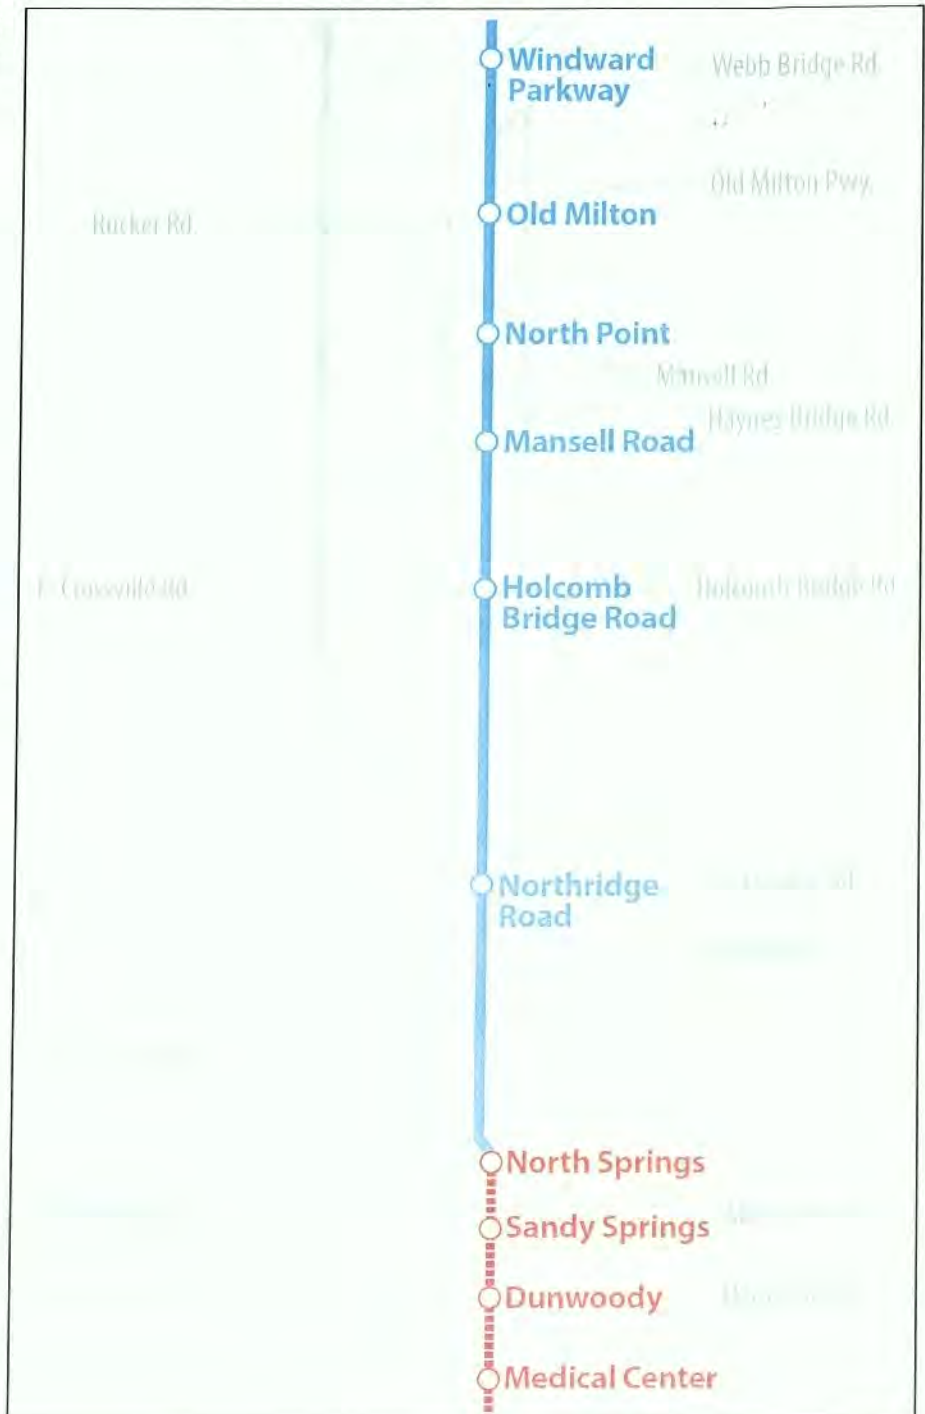 Windward
Parkway
Webb Bridge Rd.
Old Milton Pwy.
Old Milton
Rucker Rd.
North Point
Mansell Rd
Haynes Bridge Rd.
Mansell Road
Holcomb
Bridge Road
Holcomb Bridge Rd
Northridge
Road
North Springs
Sandy Springs
Dunwoody
Medical Center